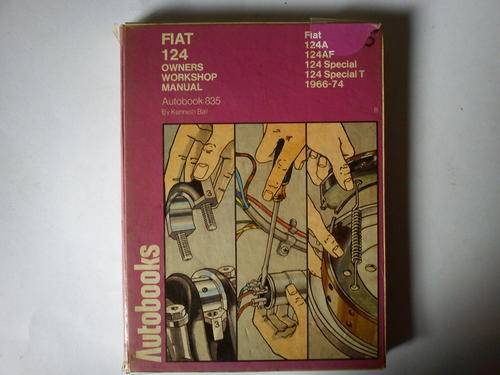 FIAT
124
OWNERS
WORKSHOP
MANUAL
Autobook 835
By Kenneth Ball
Fiat
124A
124AF
124 Special
124 Special T
1966-74
Autobooks
3